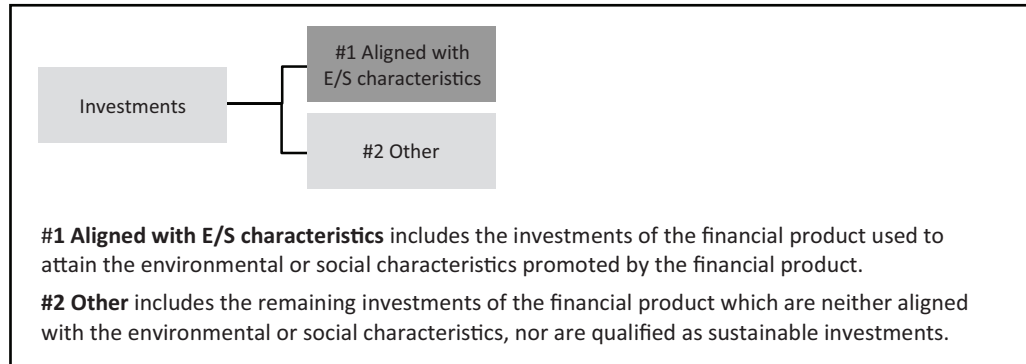 #1 Aligned with
E/S characteristics
Investments
#2 Other
#1 Aligned with E/S characteristics includes the investments of the financial product used to
attain the environmental or social characteristics promoted by the financial product.
#2 Other includes the remaining investments of the financial product which are neither aligned
with the environmental or social characteristics, nor are qualified as sustainable investments.